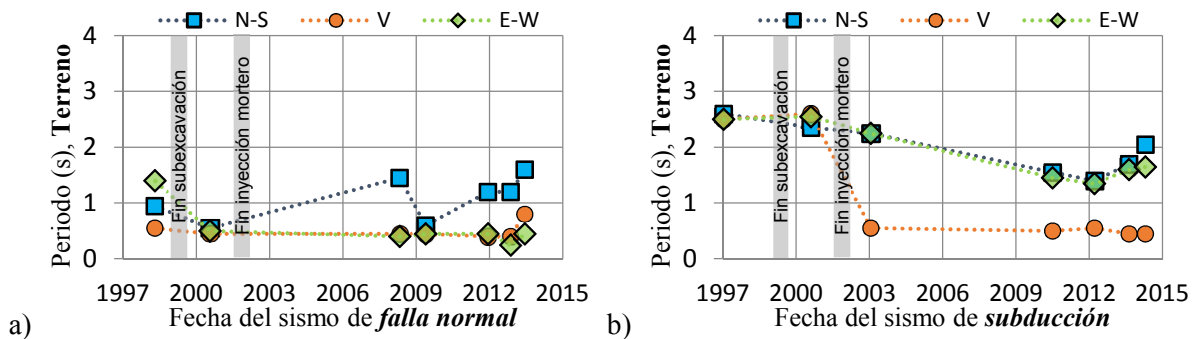 N-S V E-W
4
3
2
1
0
Periodo (s), Terreno
Fin subexcavación
Fin inyección mortero
1997 2000 2003 2006 2009 2012 2015
a) Fecha del sismo de falla normal
N-S V E-W
4
3
2
1
0
Periodo (s), Terreno
Fin subexcavación
Fin inyección mortero
1997 2000 2003 2006 2009 2012 2015
b) Fecha del sismo de subducción